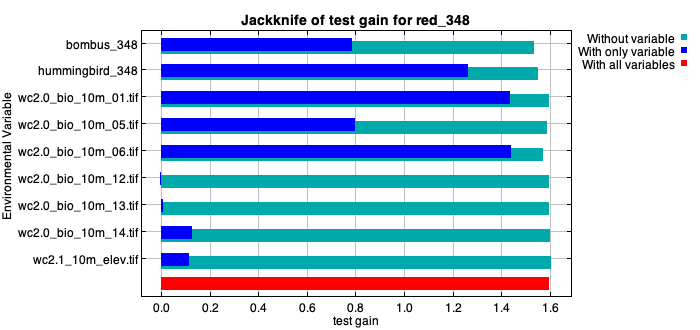 Jackknife of test gain for red_348
Without variable
With only variable
With all variables
Environmental Variable
bombus_348
hummingbird_348
wc2.0_bio_10m_01.tif
wc2.0_bio_10m_05.tif
wc2.0_bio_10m_06.tif
wc2.0_bio_10m_12.tif
wc2.0_bio_10m_13.tif
wc2.0_bio_10m_14.tif
wc2.1_10m_elev.tif
0.0 0.2 0.4 0.6 0.8 1.0 1.2 1.4 1.6
test gain